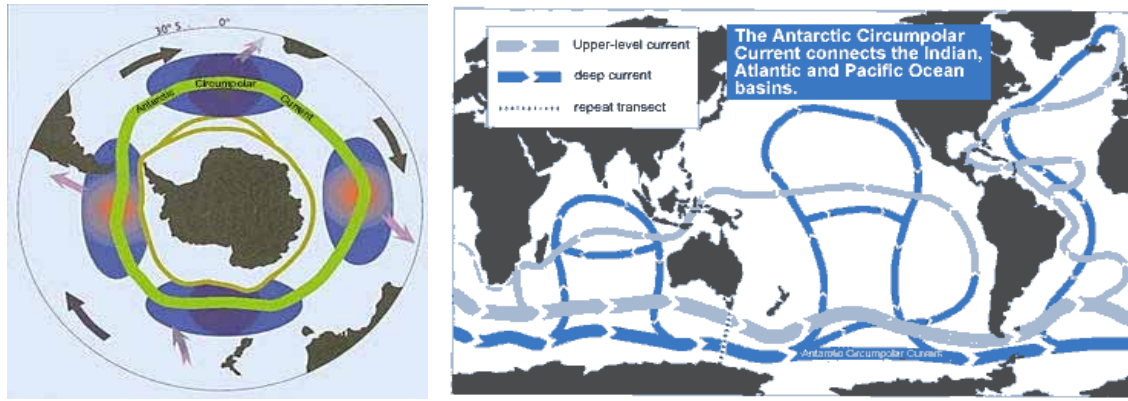 30° S
0°
Antarctic Circumpolar Current
Upper-level current
deep current
repeat transect
The Antarctic Circumpolar
Current connects the Indian,
Atlantic and Pacific Ocean
basins.
Antarctic Circumpolar Current